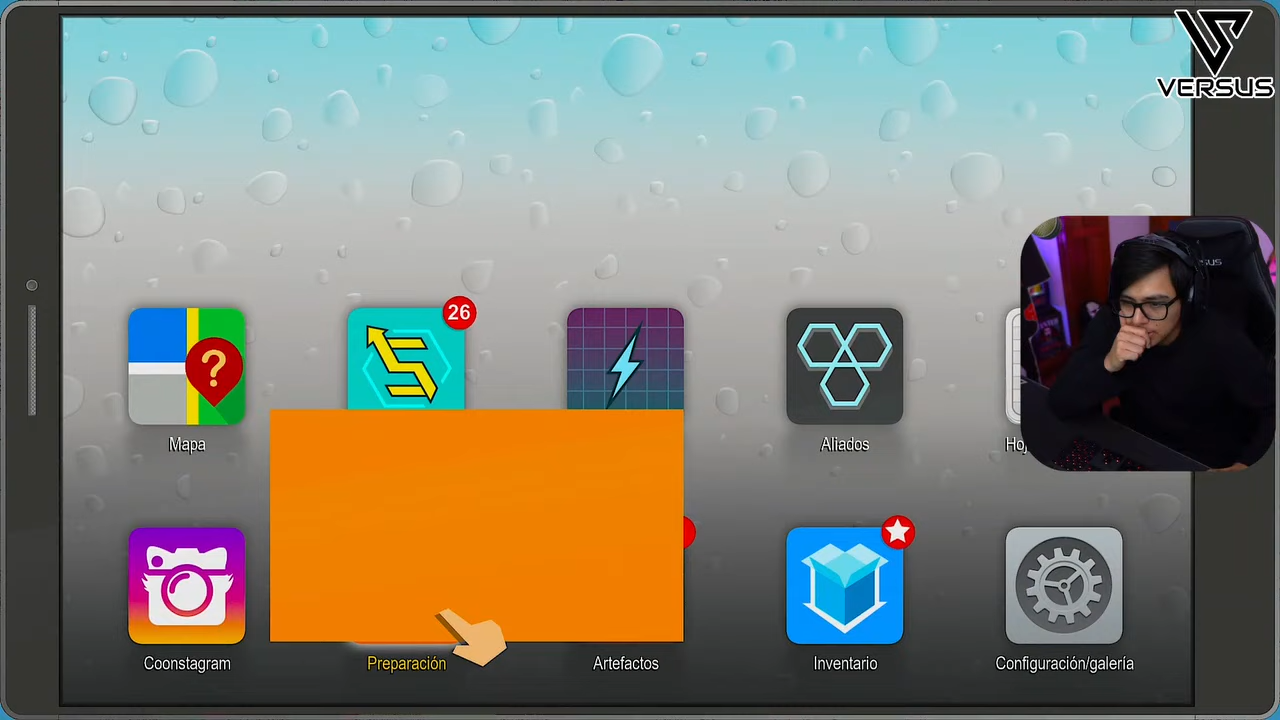 VERSUS
26
?
Mapa
Aliados
Coonstagram
Preparación
Artefactos
Inventario
Configuración/galería